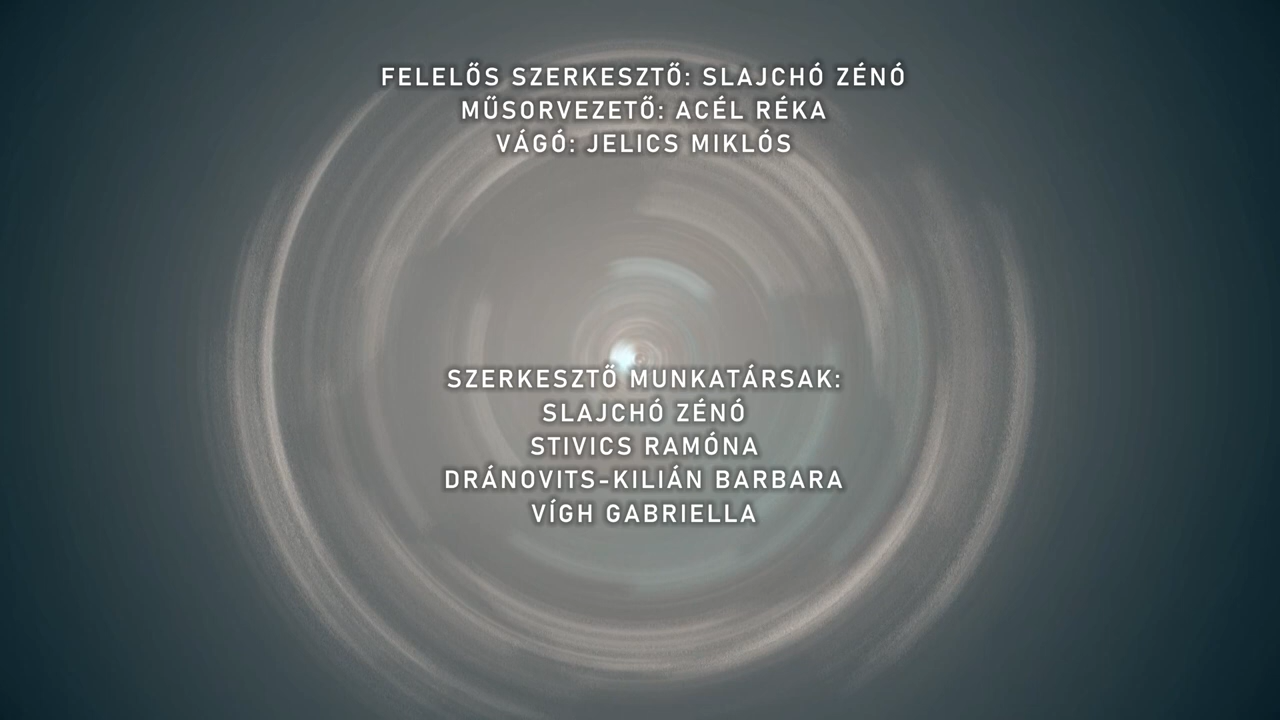 FELELŐS SZERKESZTŐ: SLAJCHÓ ZÉNÓ
MŰSORVEZETŐ: ACÉL RÉKA
VÁGÓ: JELICS MIKLÓS
SZERKESZTŐ MUNKATÁRSAK:
SLAJCHÓ ZÉNÓ
STIVICS RAMÓNA
DRÁNOVITS-KILIÁN BARBARA
VÍGH GABRIELLA